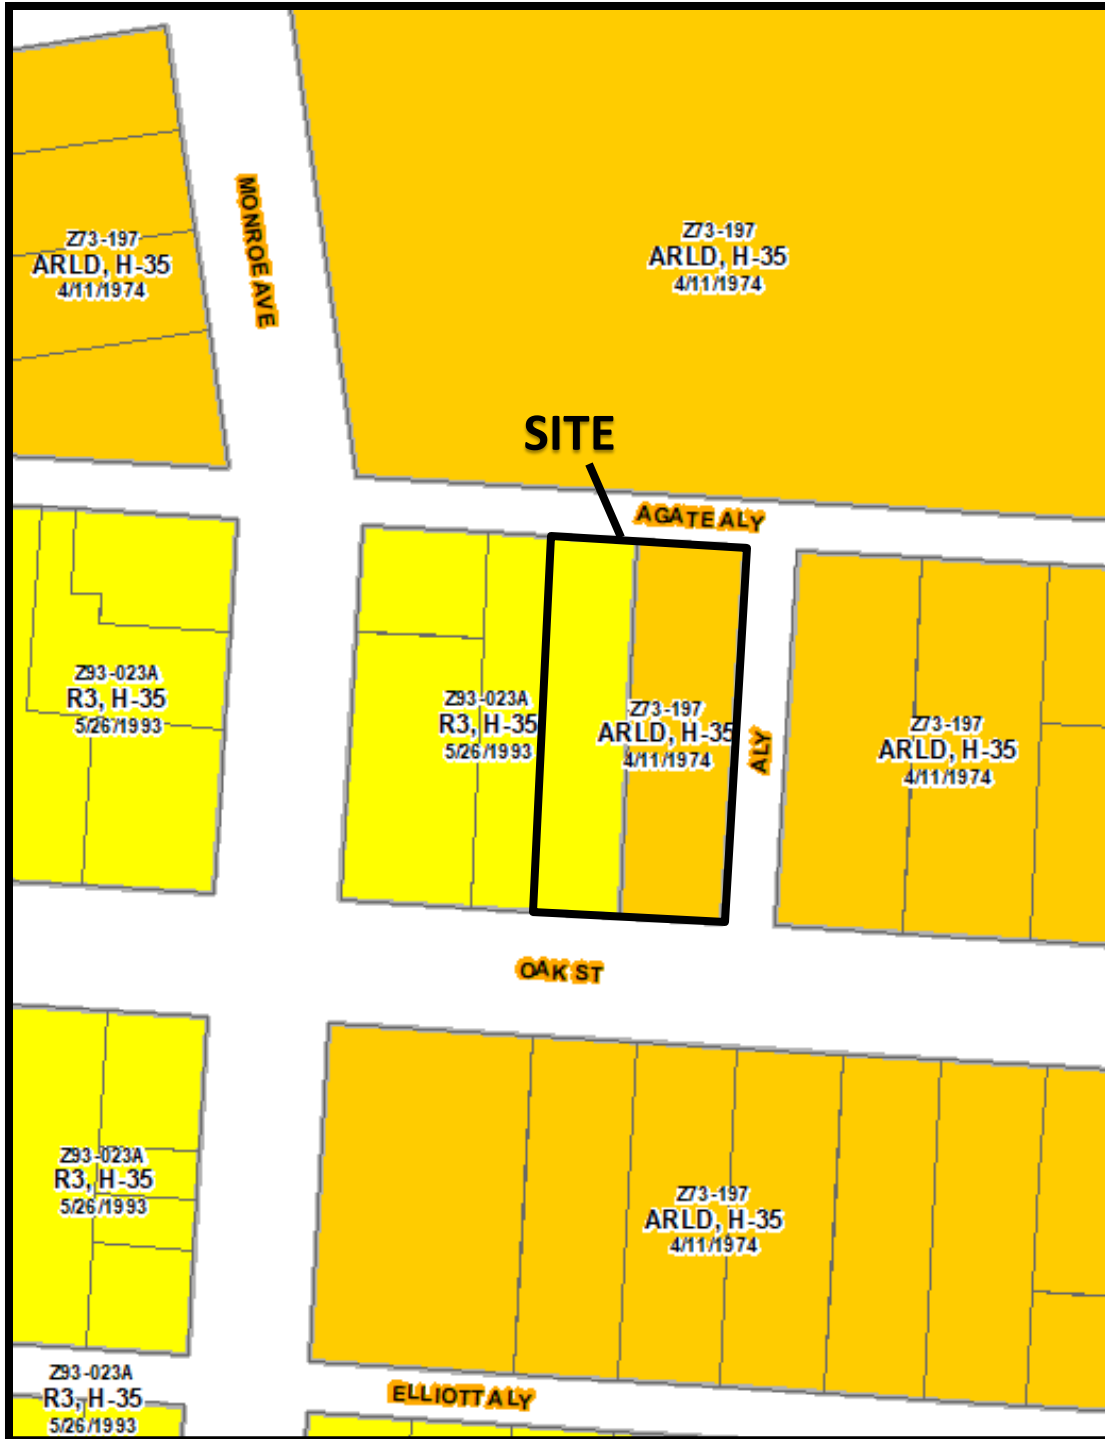 Z73-197
ARLD, H-35
4/11/1974
MONROE AVE
Z73-197
ARLD, H-35
4/11/1974
SITE
AGATE ALY
Z93-023A
R3, H-35
5/26/1993
Z93-023A
R3, H-35
5/26/1993
Z73-197
ARLD, H-35
4/11/1974
ALY
Z73-197
ARLD, H-35
4/11/1974
OAK ST
Z93-023A
R3, H-35
5/26/1993
Z73-197
ARLD, H-35
4/11/1974
Z93-023A
R3, H-35
5/26/1993
ELLIOTT ALY